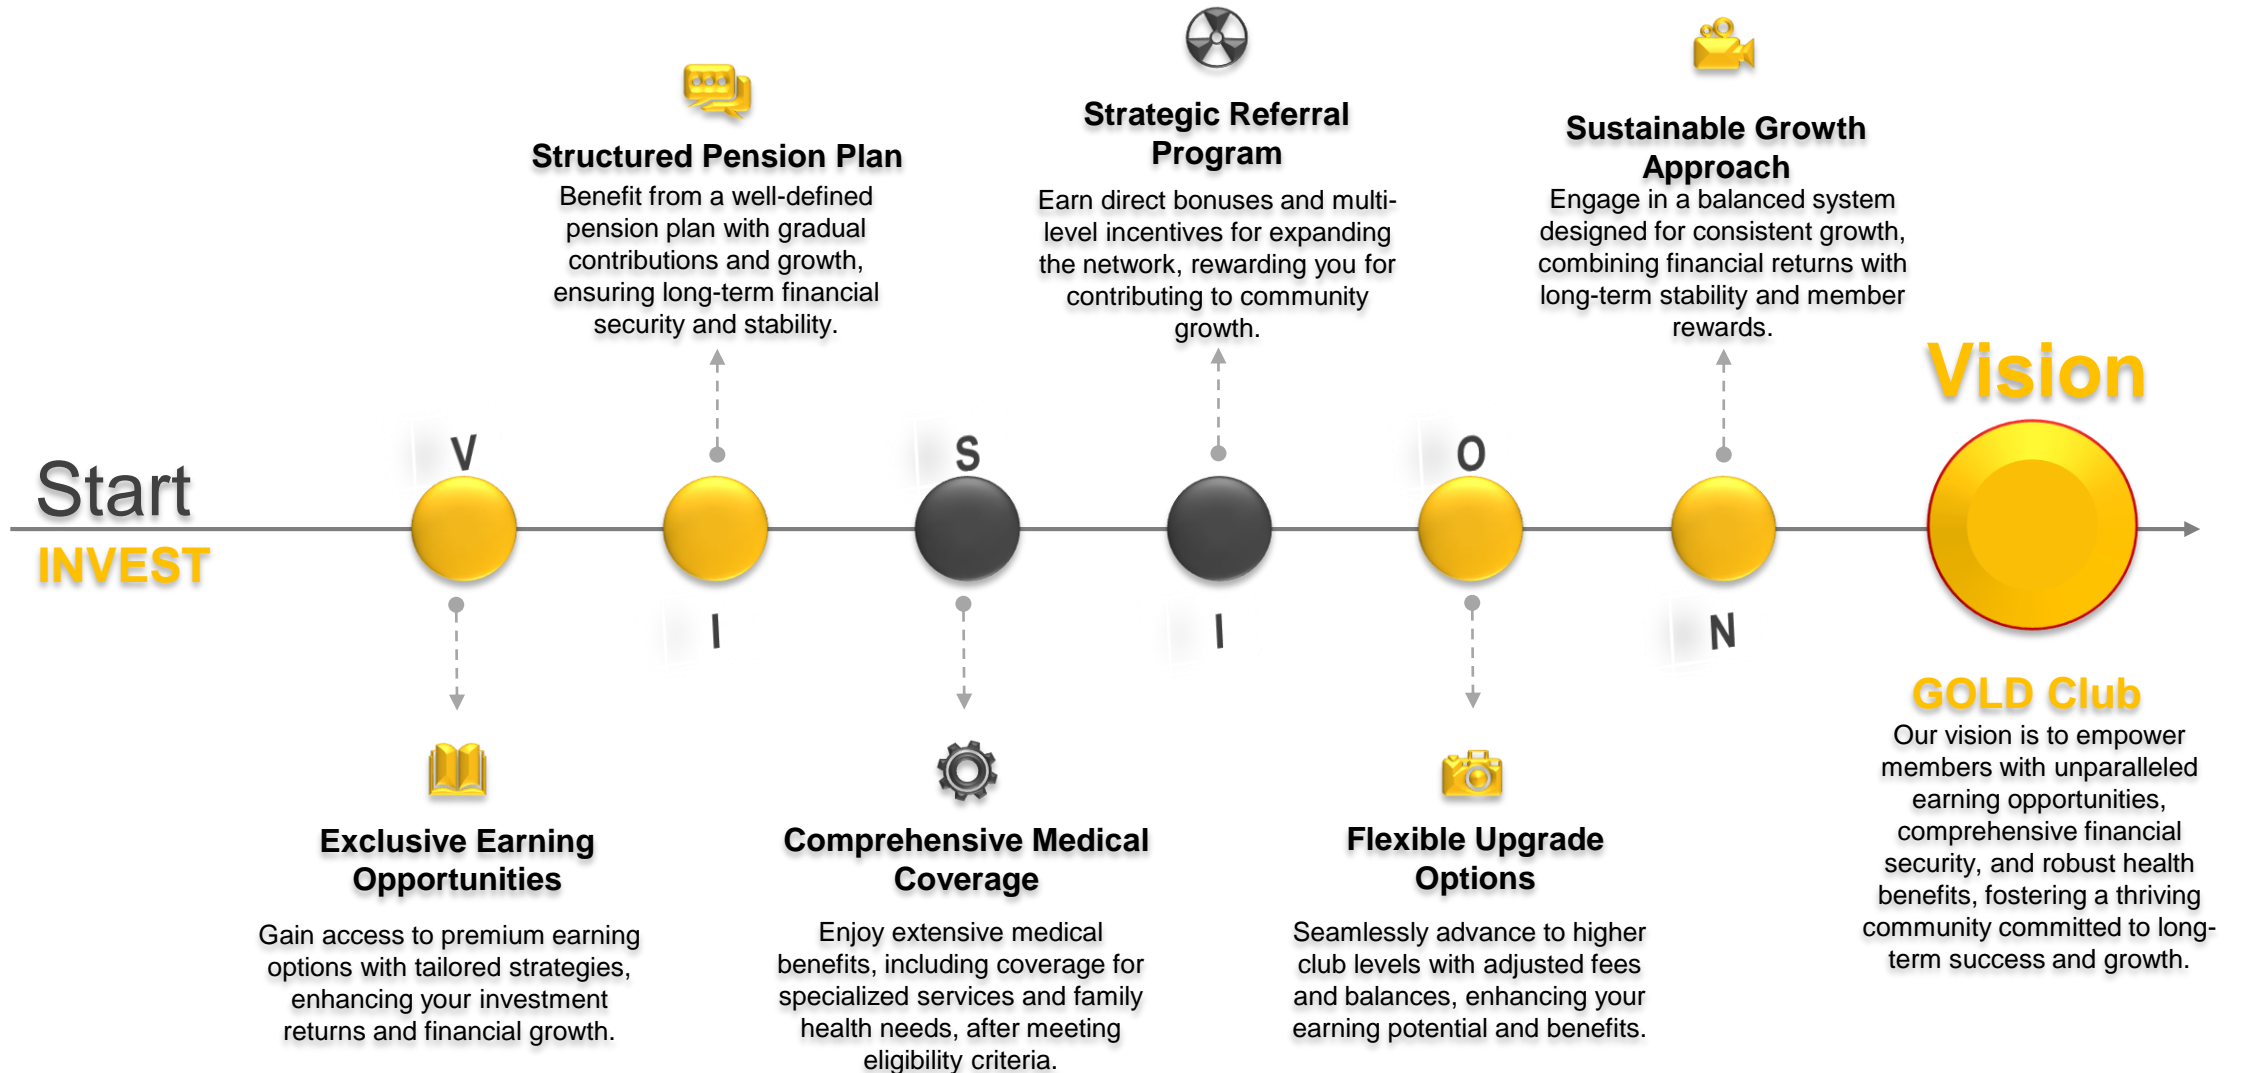 Start
INVEST
V
Exclusive Earning
Opportunities
Gain access to premium earning
options with tailored strategies,
enhancing your investment
returns and financial growth.
Structured Pension Plan
Benefit from a well-defined
pension plan with gradual
contributions and growth,
ensuring long-term financial
security and stability.
I
S
Comprehensive Medical
Coverage
Enjoy extensive medical
benefits, including coverage for
specialized services and family
health needs, after meeting
eligibility criteria.
Strategic Referral
Program
Earn direct bonuses and multi-
level incentives for expanding
the network, rewarding you for
contributing to community
growth.
I
O
Flexible Upgrade
Options
Seamlessly advance to higher
club levels with adjusted fees
and balances, enhancing your
earning potential and benefits.
Sustainable Growth
Approach
Engage in a balanced system
designed for consistent growth,
combining financial returns with
long-term stability and member
rewards.
N
Vision
GOLD Club
Our vision is to empower
members with unparalleled
earning opportunities,
comprehensive financial
security, and robust health
benefits, fostering a thriving
community committed to long-
term success and growth.